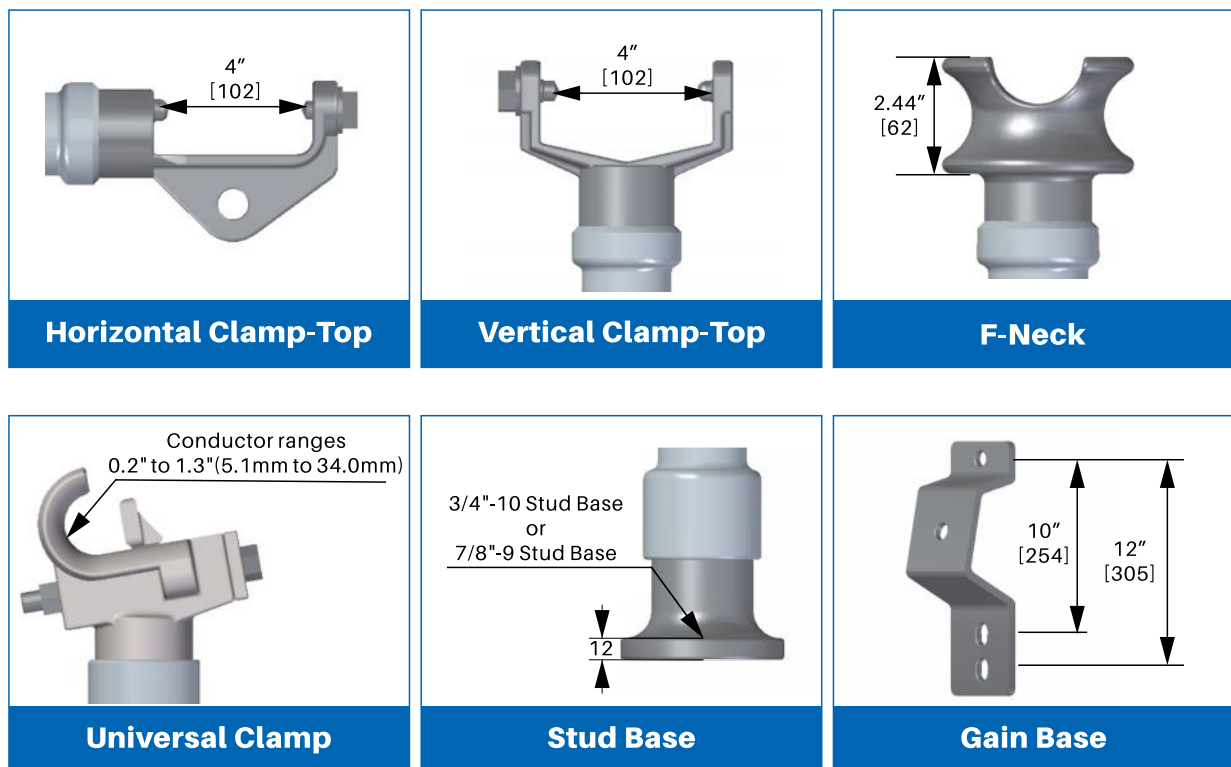 4″
[102]
Horizontal Clamp-Top
4″
[102]
Vertical Clamp-Top
2.44″
[62]
F-Neck
Conductor ranges
0.2" to 1.3"(5.1mm to 34.0mm)
Universal Clamp
3/4"-10 Stud Base
or
7/8"-9 Stud Base
12
Stud Base
10″
[254]
12″
[305]
Gain Base